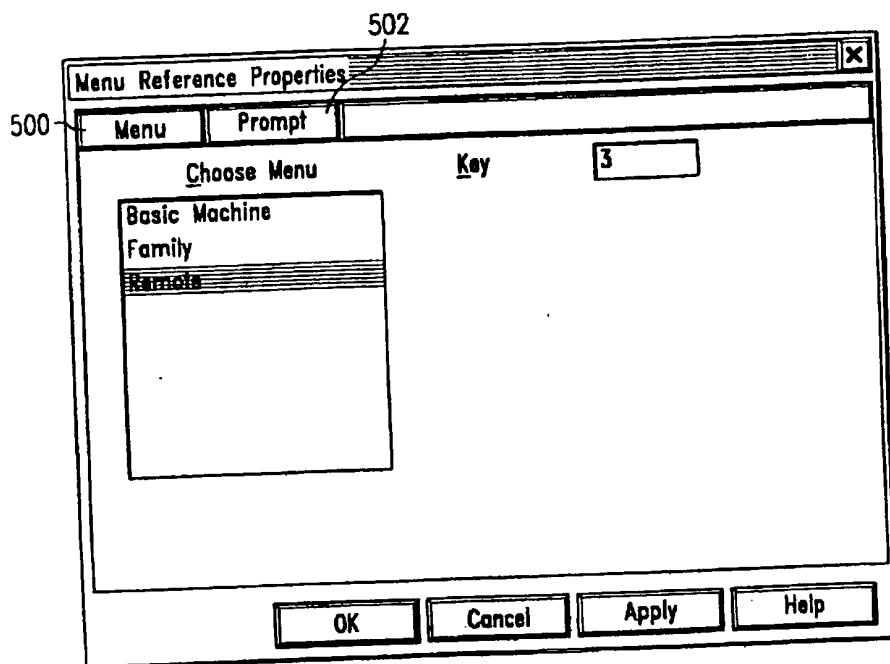 502
Menu Reference Properties
500
Menu Prompt
Choose Menu Key 3
Basic Machine
Family
Remote
OK Cancel Apply Help